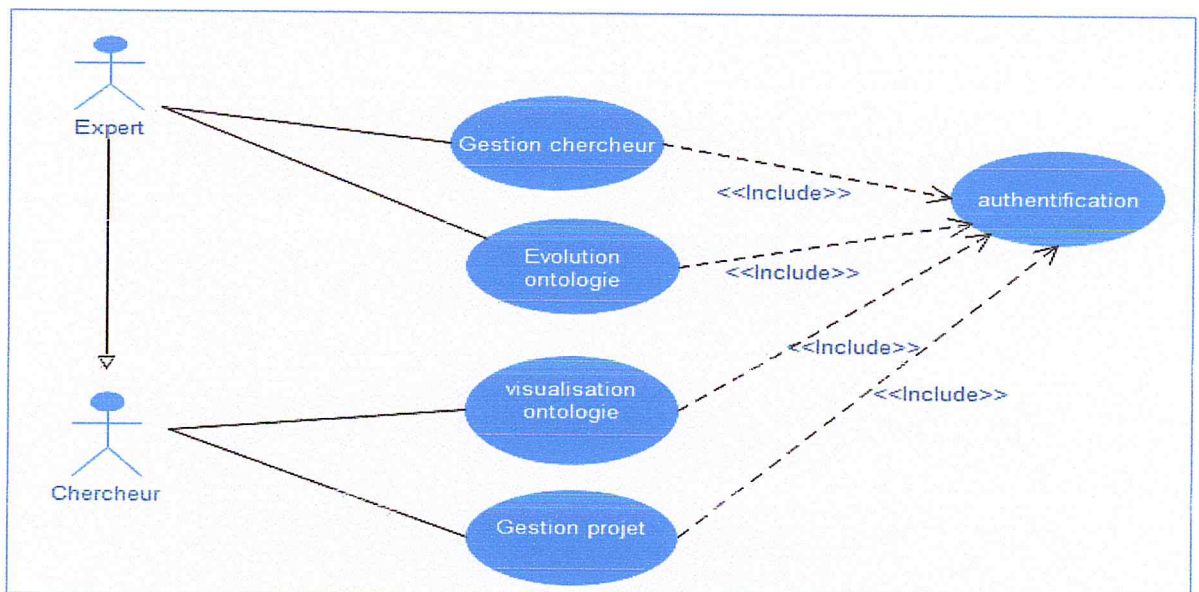 Expert
Gestion chercheur
<<Include>>
authentification
Evolution
ontologie
<<Include>>
visualisation
ontologie
<<Include>>
<<Include>>
Chercheur
Gestion projet